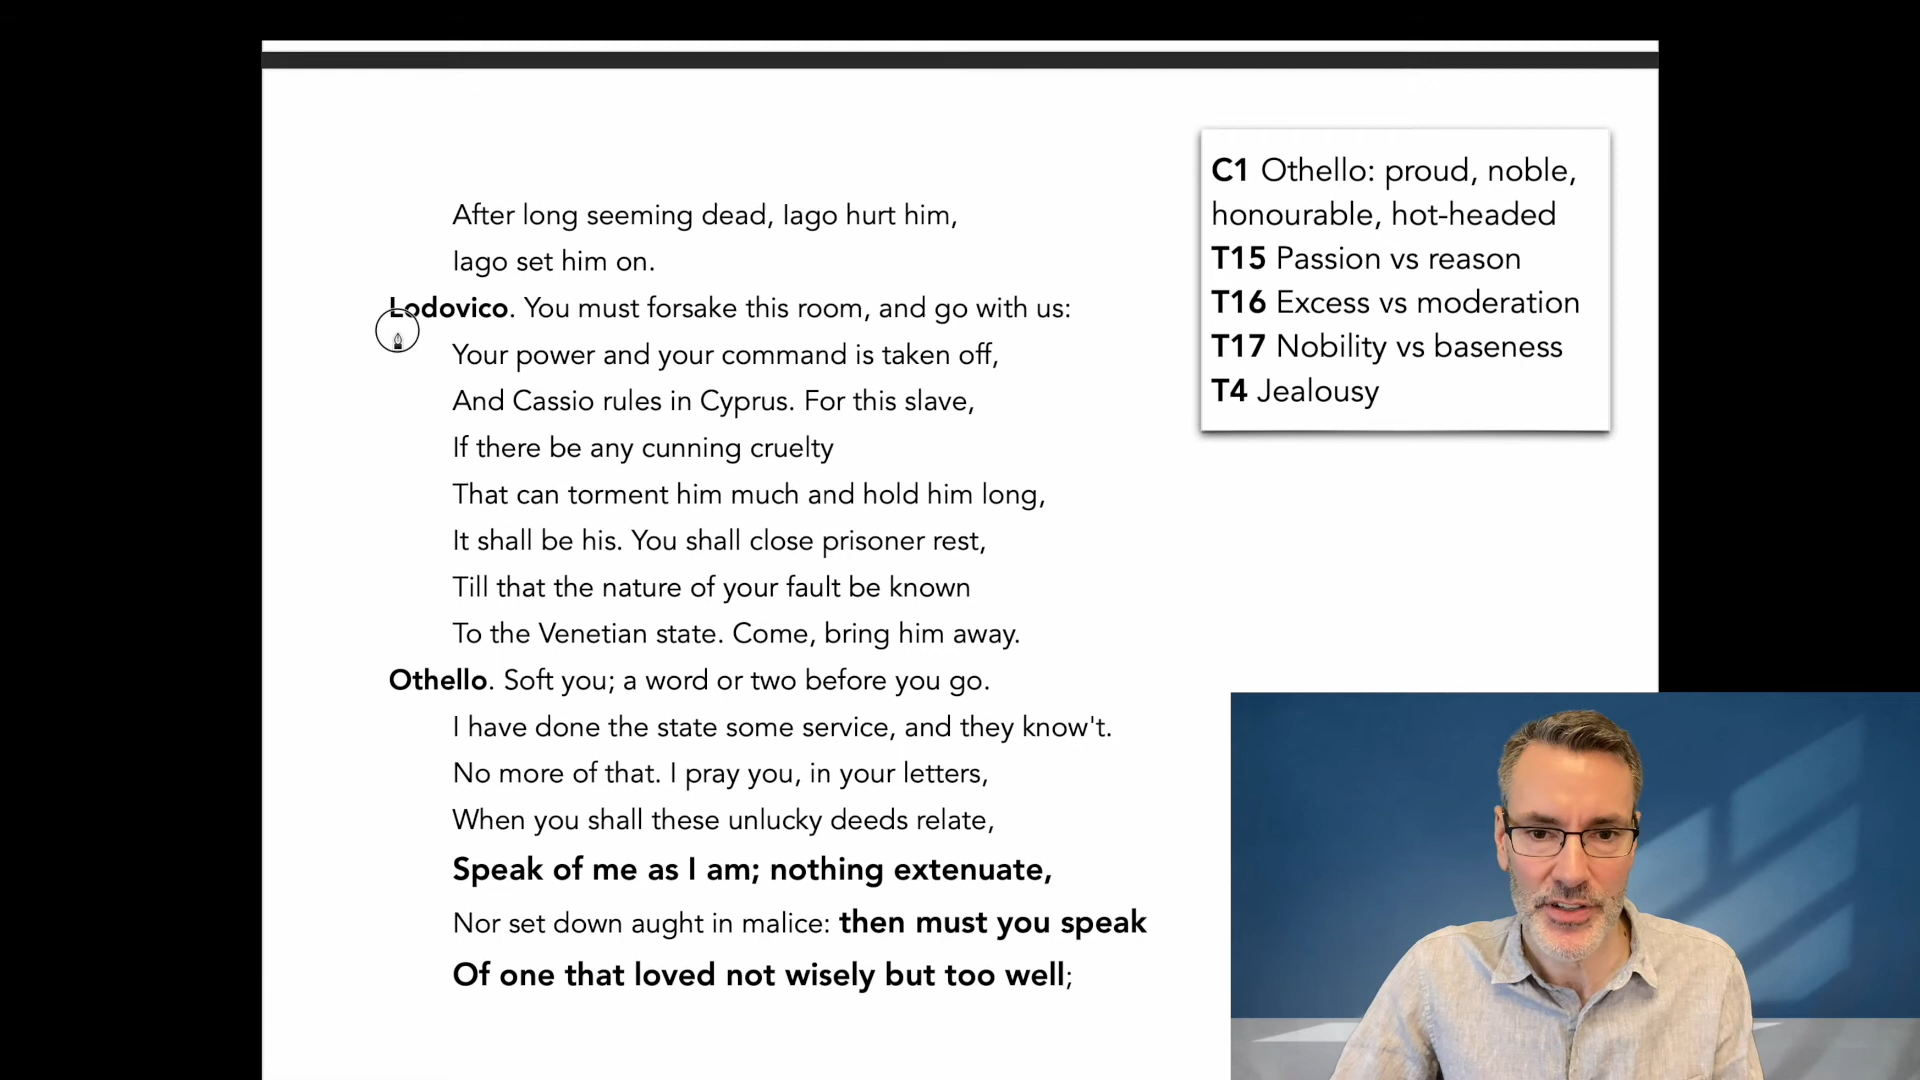 After long seeming dead, Iago hurt him,
Iago set him on.
Lodovico. You must forsake this room, and go with us:
Your power and your command is taken off,
And Cassio rules in Cyprus. For this slave,
If there be any cunning cruelty
That can torment him much and hold him long,
It shall be his. You shall close prisoner rest,
Till that the nature of your fault be known
To the Venetian state. Come, bring him away.
Othello. Soft you; a word or two before you go.
I have done the state some service, and they know't.
No more of that. I pray you, in your letters,
When you shall these unlucky deeds relate,
Speak of me as I am; nothing extenuate,
Nor set down aught in malice: then must you speak
Of one that loved not wisely but too well;
C1 Othello: proud, noble,
honourable, hot-headed
T15 Passion vs reason
T16 Excess vs moderation
T17 Nobility vs baseness
T4 Jealousy